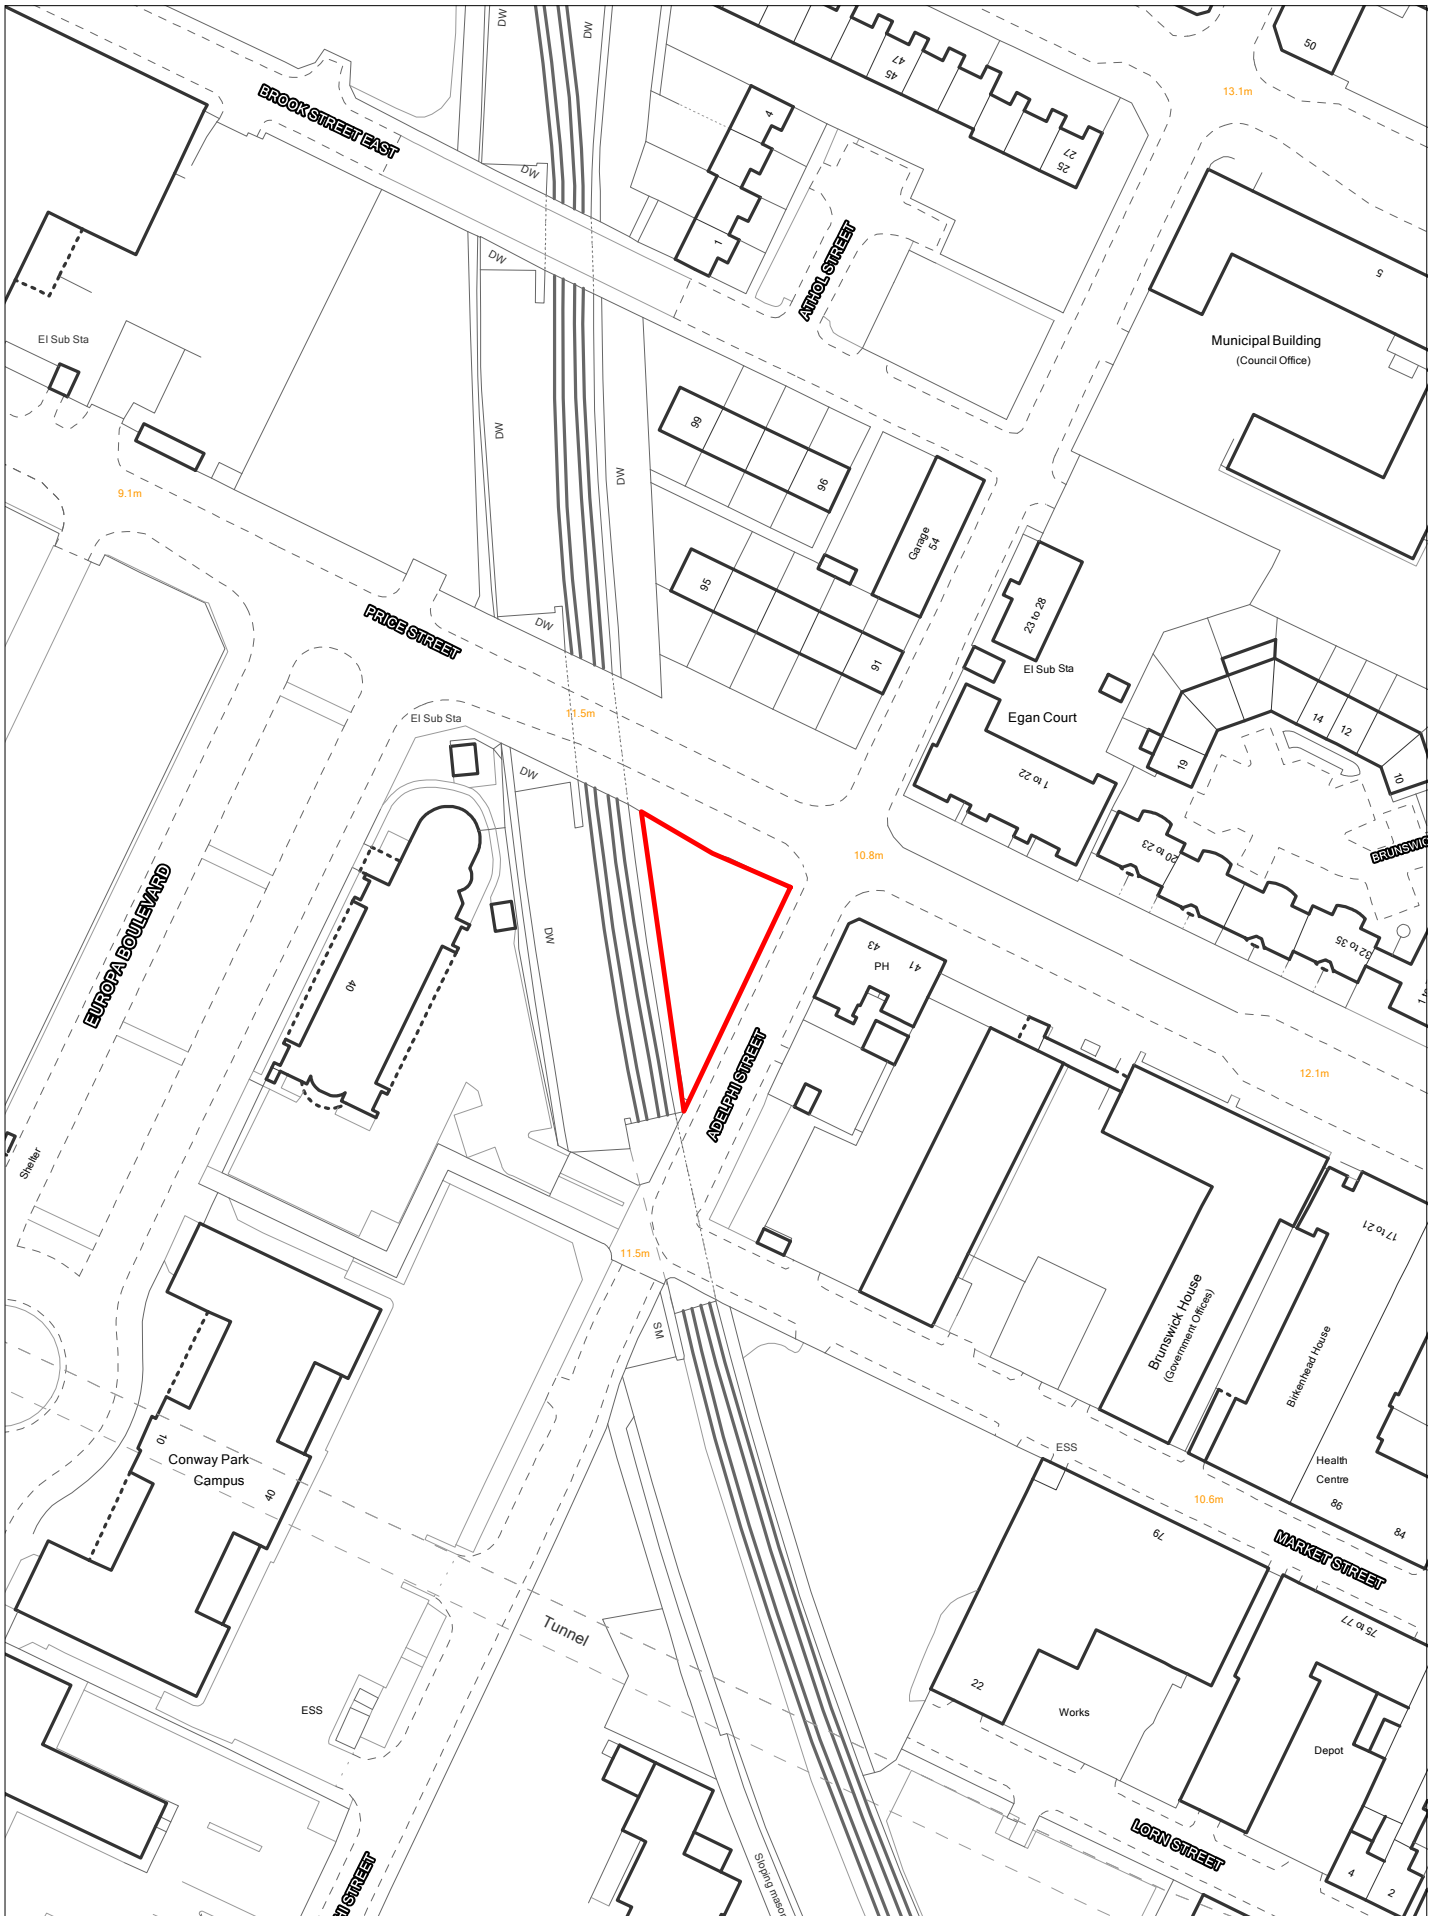 DW
DW
50
47
45
13.1m
BROOK STREET EAST
4
27
25
DW
1
ATHOL STREET
DW
5
El Sub Sta
Municipal Building
(Council Office)
99
DW
DW
96
9.1m
Garage
54
95
23 to 28
PRICE STREET
DW
91
El Sub Sta
11.5m
El Sub Sta
Egan Court
14
12
19
10
DW
1 to 22
20 to 23
10.8m
BRUNSWIC
EUROPA BOULEVARD
DW
43
41
PH
32 to 35
40
ADELPHI STREET
12.1m
Shelter
17 to 21
11.5m
SM
Brunswick House
(Government Offices)
Birkenhead House
10
Conway Park
Campus
40
ESS
Health
Centre
86
84
10.6m
79
MARKET STREET
Tunnel
75 to 77
22
ESS
Works
Depot
LORN STREET
4
2
HI STREET
Sloping mason